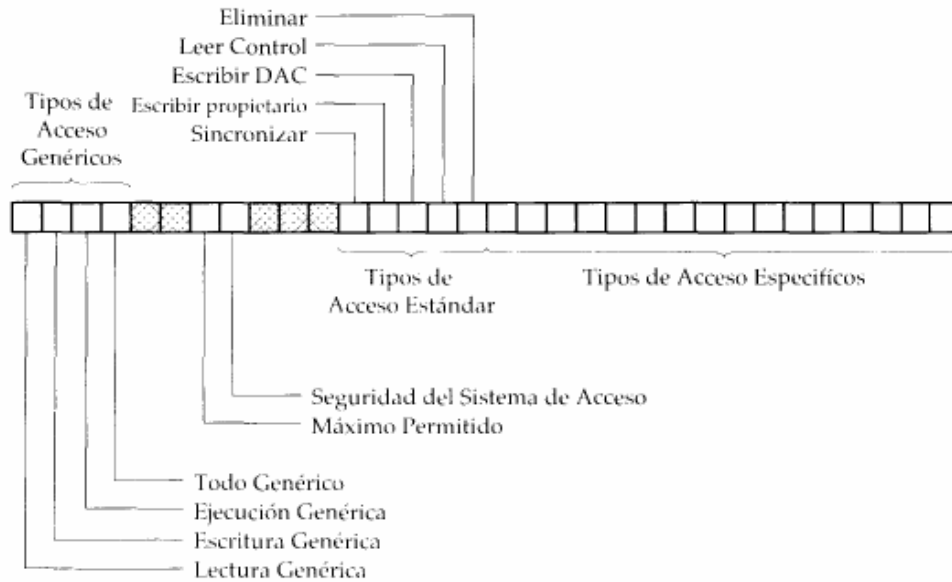 Eliminar
Leer Control
Escribir DAC
Escribir propietario
Sincronizar
Tipos de
Acceso
Genéricos
Tipos de
Acceso Estándar
Tipos de Acceso Especifícos
Seguridad del Sistema de Acceso
Máximo Permitido
Todo Genérico
Ejecución Genérica
Escritura Genérica
Lectura Genérica